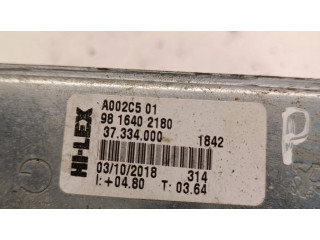 A002C5 01
98 1640 2180
37.334.000 1842
HI-LEX
03/10/2018 314
I: +04.80 T: 03.64